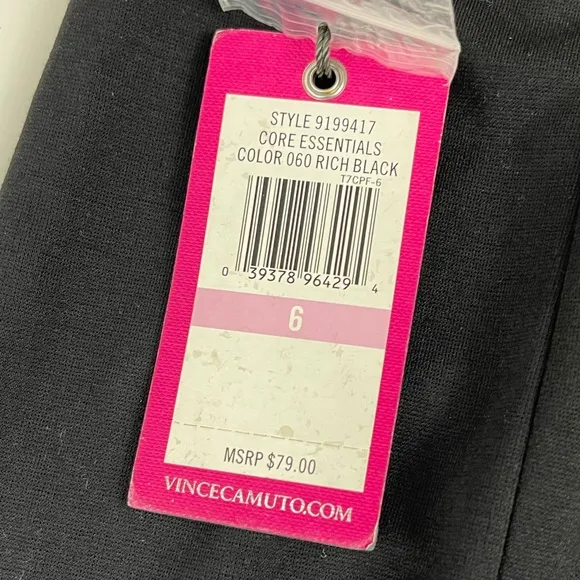 STYLE 9199417
CORE ESSENTIALS
COLOR 060 RICH BLACK
T7CPF-6
0 39378 96429 4
6
MSRP $79.00
VINCECAMUTO.COM